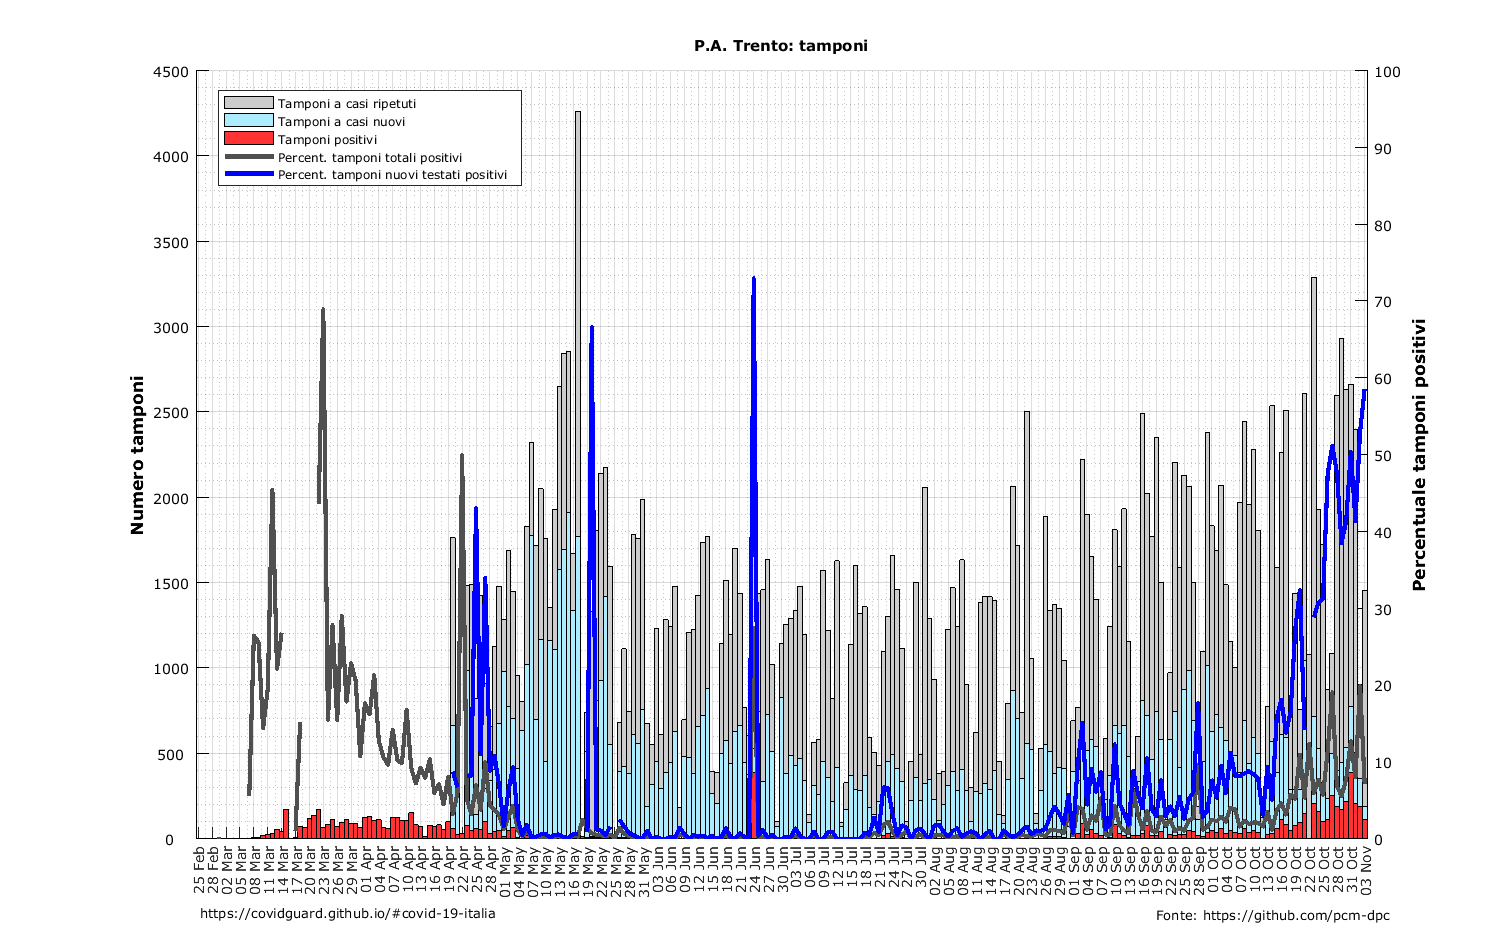 P.A. Trento: tamponi
4500
4000
3500
3000
2500
2000
1500
1000
500
0
Numero tamponi
Tamponi a casi ripetuti
Tamponi a casi nuovi
Tamponi positivi
Percent. tamponi totali positivi
Percent. tamponi nuovi testati positivi
100
90
80
70
60
50
40
30
20
10
0
Percentuale tamponi positivi
25 Feb
28 Feb
02 Mar
05 Mar
08 Mar
11 Mar
14 Mar
17 Mar
20 Mar
23 Mar
26 Mar
29 Mar
01 Apr
04 Apr
07 Apr
10 Apr
13 Apr
16 Apr
19 Apr
22 Apr
25 Apr
28 Apr
01 May
04 May
07 May
10 May
13 May
16 May
19 May
22 May
25 May
28 May
31 May
03 Jun
06 Jun
09 Jun
12 Jun
15 Jun
18 Jun
21 Jun
24 Jun
27 Jun
30 Jun
03 Jul
06 Jul
09 Jul
12 Jul
15 Jul
18 Jul
21 Jul
24 Jul
27 Jul
30 Jul
02 Aug
05 Aug
08 Aug
11 Aug
14 Aug
17 Aug
20 Aug
23 Aug
26 Aug
29 Aug
01 Sep
04 Sep
07 Sep
10 Sep
13 Sep
16 Sep
19 Sep
22 Sep
25 Sep
28 Sep
01 Oct
04 Oct
07 Oct
10 Oct
13 Oct
16 Oct
19 Oct
22 Oct
25 Oct
28 Oct
31 Oct
03 Nov
https://covidguard.github.io/#covid-19-italia
Fonte: https://github.com/pcm-dpc